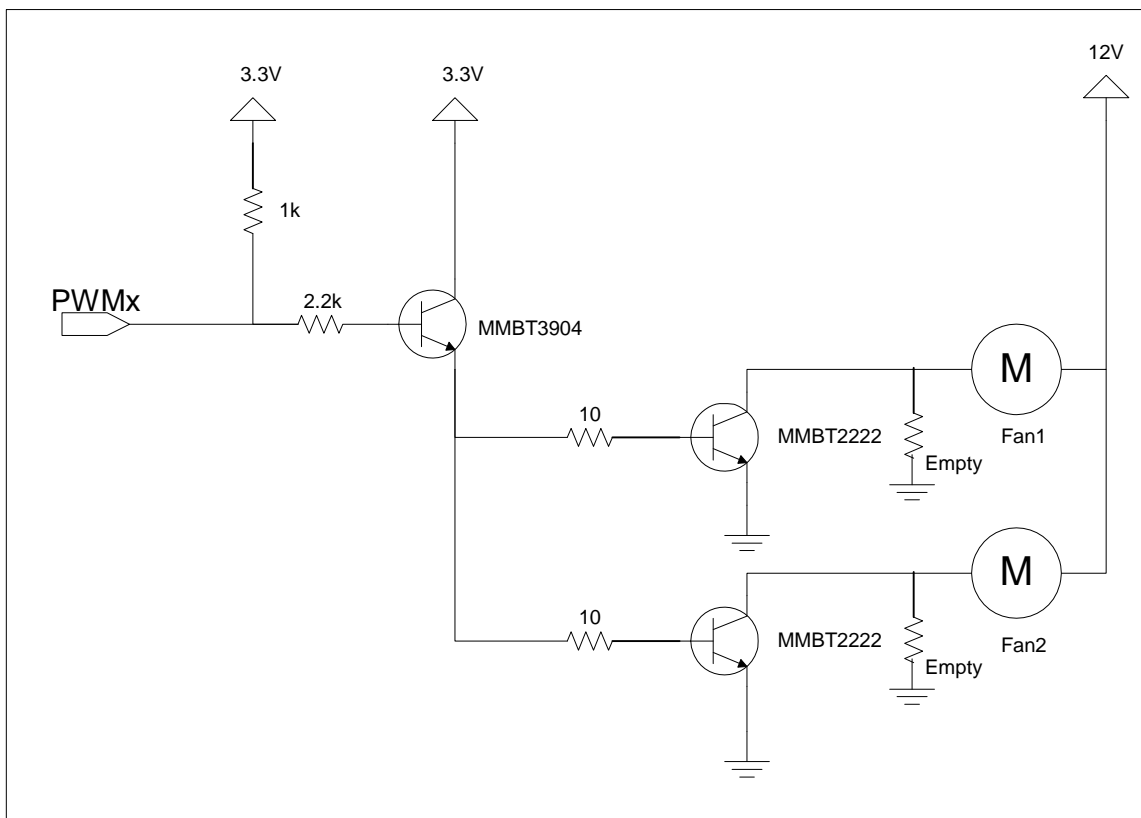 3.3V
3.3V
12V
1k
PWMx
2.2k
MMBT3904
M
10
MMBT2222
Fan1
Empty
M
10
MMBT2222
Fan2
Empty